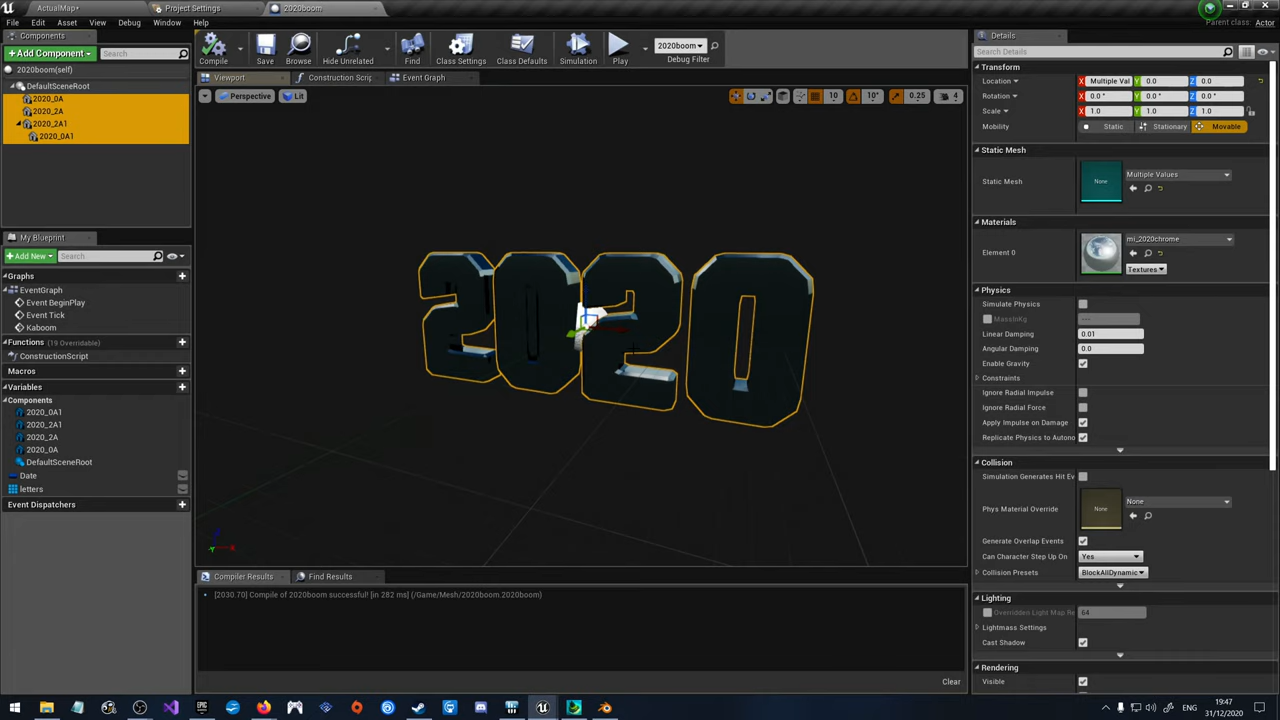 ActualMap*
Project Settings
2020boom
File
Edit
Asset
View
Debug
Window
Help
Parent class:
Actor
Components
+ Add Component
Search
2020boom(self)
DefaultSceneRoot
2020_0A
2020_2A
2020_2A1
2020_0A1
My Blueprint
+ Add New
Search
Graphs
EventGraph
Event BeginPlay
Event Tick
Kaboom
Functions (19 Overridable)
ConstructionScript
Macros
Variables
Components
2020_0A1
2020_2A1
2020_2A
2020_0A
DefaultSceneRoot
Date
letters
Event Dispatchers
Compile
Save
Browse
Hide Unrelated
Find
Class Settings
Class Defaults
Simulation
Play
2020boom
Debug Filter
Viewport
Construction Scrip
Event Graph
Perspective
Lit
10
10°
0.25
4
2020
Compiler Results
Find Results
[2030.70] Compile of 2020boom successful! [in 282 ms] (/Game/Mesh/2020boom.2020boom)
Clear
Details
Search Details
Transform
Location
X Multiple Val Y 0.0 Z 0.0
Rotation
X 0.0 ° Y 0.0 ° Z 0.0 °
Scale
X 1.0 Y 1.0 Z 1.0
Mobility
Static
Stationary
Movable
Static Mesh
Static Mesh
None
Multiple Values
Materials
Element 0
mi_2020chrome
Textures
Physics
Simulate Physics
MassInKg
---
Linear Damping
0.01
Angular Damping
0.0
Enable Gravity
Constraints
Ignore Radial Impulse
Ignore Radial Force
Apply Impulse on Damage
Replicate Physics to Autono
Collision
Simulation Generates Hit Ev
Phys Material Override
None
None
Generate Overlap Events
Can Character Step Up On
Yes
Collision Presets
BlockAllDynamic
Lighting
Overridden Light Map Re
64
Lightmass Settings
Cast Shadow
Rendering
Visible
ENG
19:47
31/12/2020